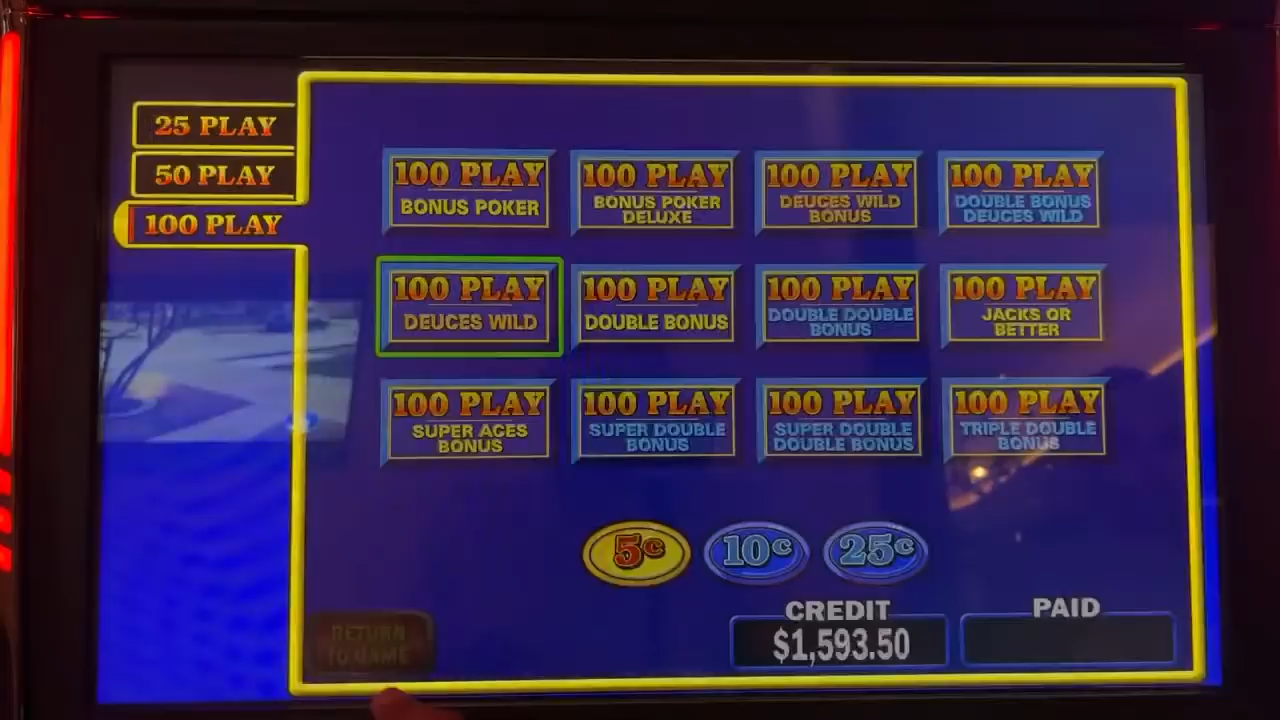 25 PLAY
50 PLAY
100 PLAY
100 PLAY
BONUS POKER
100 PLAY
BONUS POKER
DELUXE
100 PLAY
DEUCES WILD
BONUS
100 PLAY
DOUBLE BONUS
DEUCES WILD
100 PLAY
DEUCES WILD
100 PLAY
DOUBLE BONUS
100 PLAY
DOUBLE DOUBLE
BONUS
100 PLAY
JACKS OR
BETTER
100 PLAY
SUPER ACES
BONUS
100 PLAY
SUPER DOUBLE
BONUS
100 PLAY
SUPER DOUBLE
DOUBLE BONUS
100 PLAY
TRIPLE DOUBLE
BONUS
5¢ 10¢ 25¢
RETURN
TO GAME
CREDIT
$1,593.50
PAID